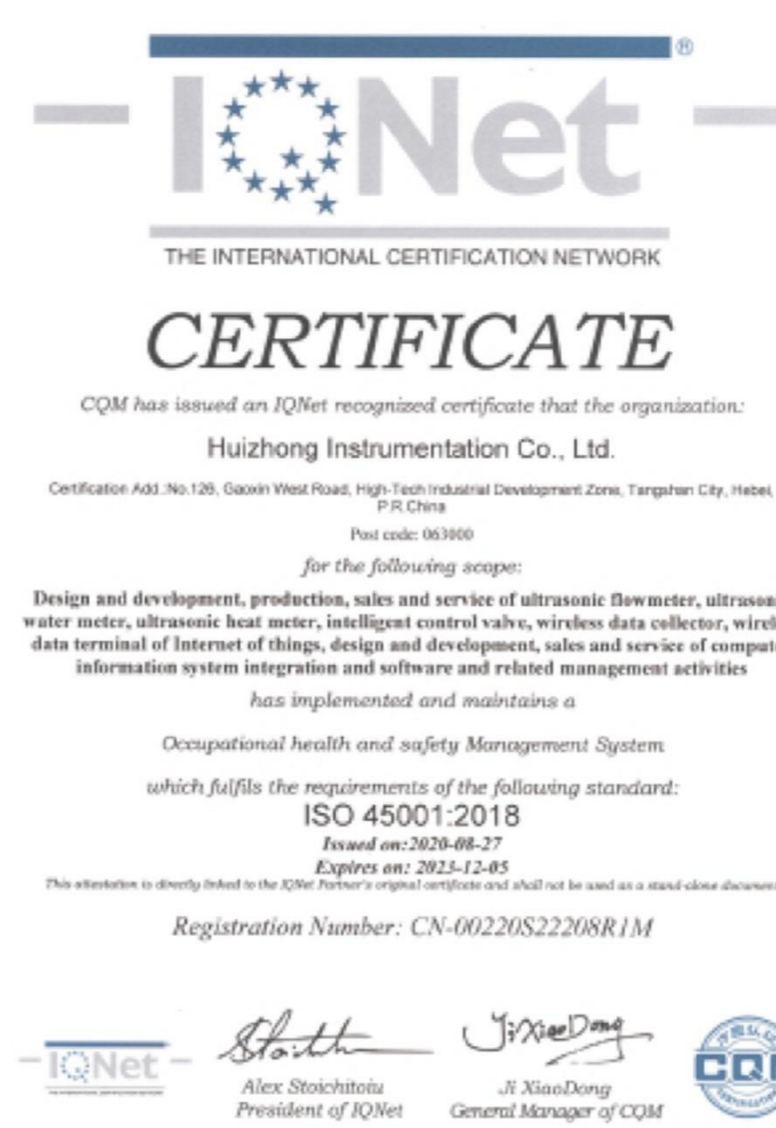 ®
IQNet
THE INTERNATIONAL CERTIFICATION NETWORK
CERTIFICATE
CQM has issued an IQNet recognized certificate that the organization:
Huizhong Instrumentation Co., Ltd.
Certification Add.:No.126, Gaoxin West Road, High-Tech Industrial Development Zone, Tangshan City, Hebei,
P.R.China
Post code: 063000
for the following scope:
Design and development, production, sales and service of ultrasonic flowmeter, ultrason
water meter, ultrasonic heat meter, intelligent control valve, wireless data collector, wirel
data terminal of Internet of things, design and development, sales and service of comput
information system integration and software and related management activities
has implemented and maintains a
Occupational health and safety Management System
which fulfils the requirements of the following standard:
ISO 45001:2018
Issued on:2020-08-27
Expires on: 2023-12-05
This attestation is directly linked to the IQNet Partner's original certificate and shall not be used as a stand-alone document
Registration Number: CN-00220S22208R1M
IQNet
Ji XiaoDong
CQ
Alex Stoichitoiu
Ji XiaoDong
President of IQNet
General Manager of CQM